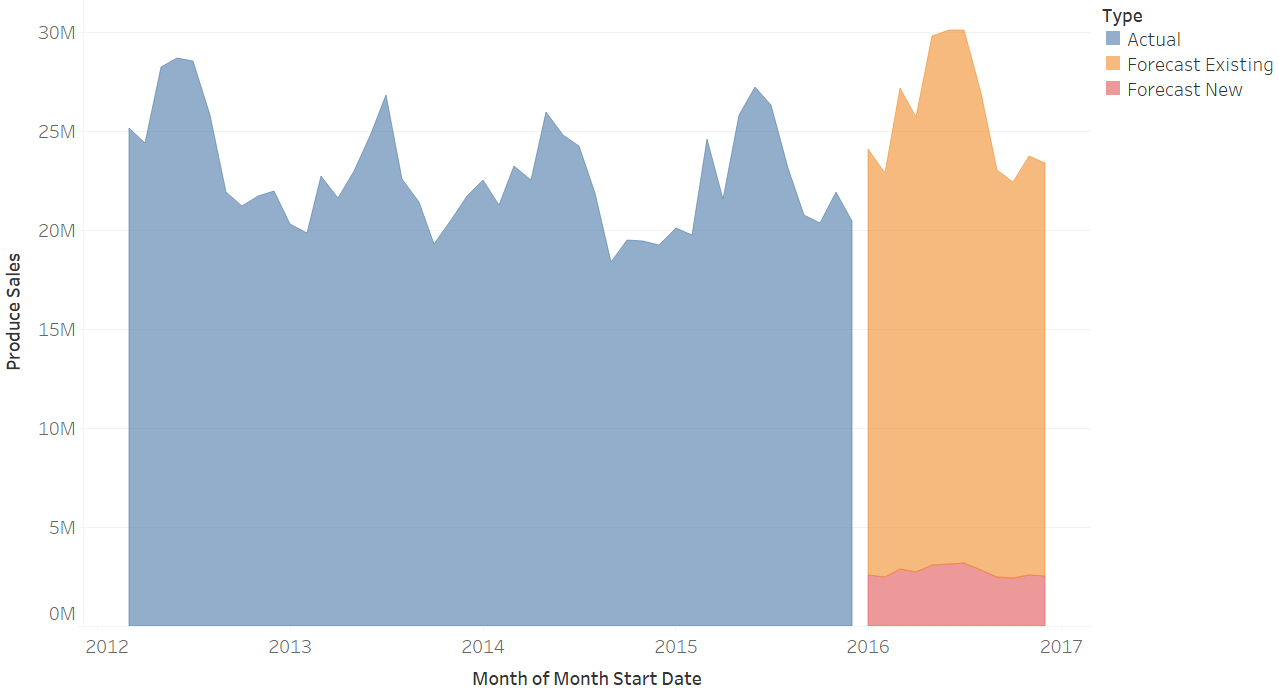 Type
Actual
Forecast Existing
Forecast New
30M
25M
20M
15M
10M
5M
0M
Produce Sales
2012 2013 2014 2015 2016 2017
Month of Month Start Date